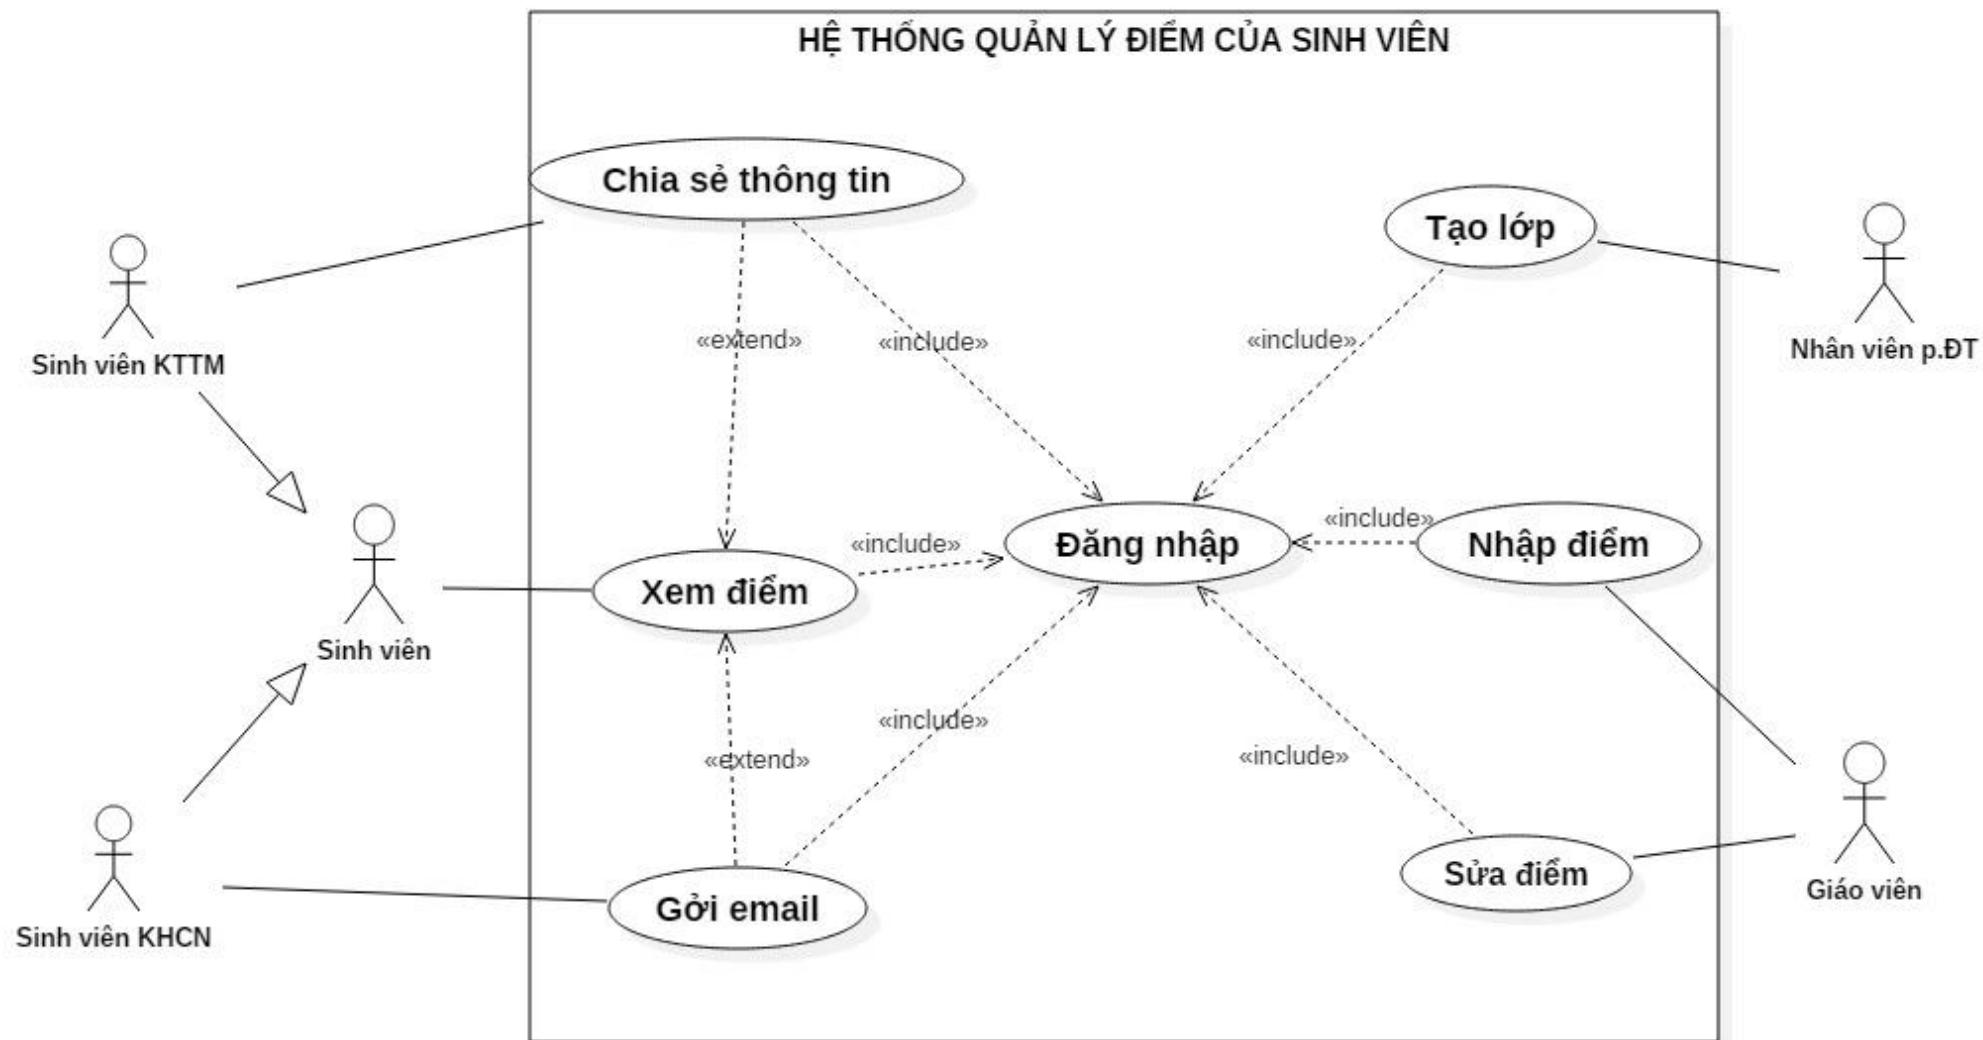 HỆ THỐNG QUẢN LÝ ĐIỂM CỦA SINH VIÊN
Chia sẻ thông tin
Tạo lớp
«extend»
«include»
«include»
Nhân viên p.ĐT
Sinh viên KTTM
«include»
«include»
Đăng nhập
Nhập điểm
Xem điểm
Sinh viên
«include»
«extend»
«include»
Sửa điểm
Giáo viên
Gởi email
Sinh viên KHCN